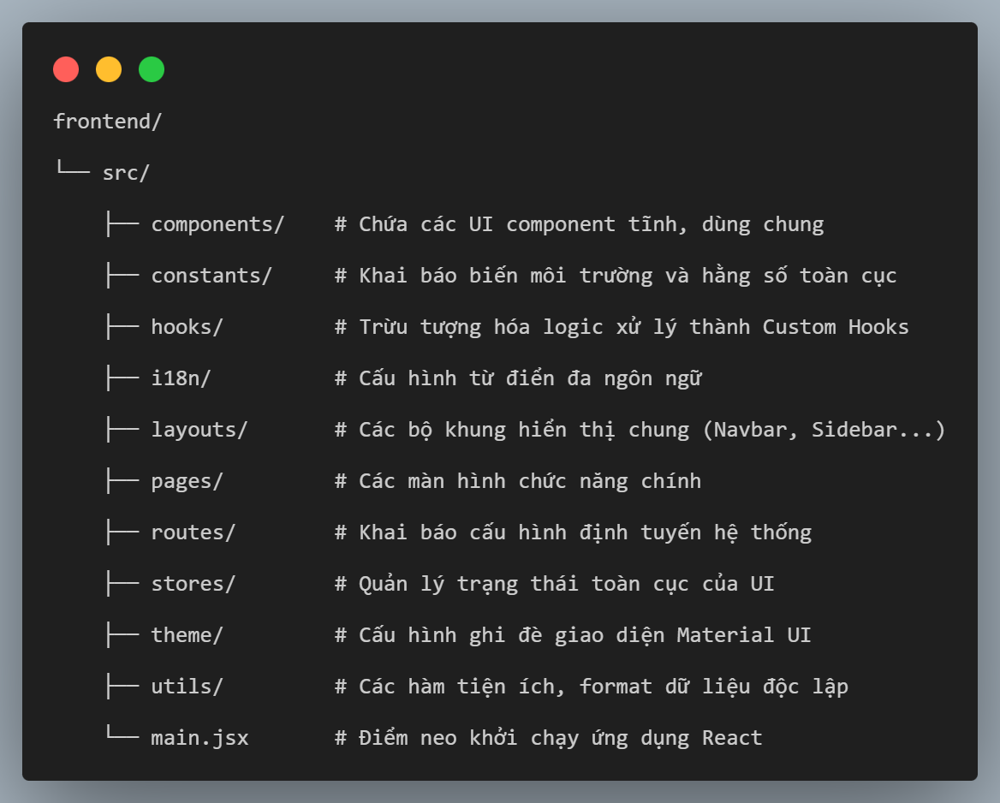 frontend/
└── src/
    ├── components/    # Chứa các UI component tĩnh, dùng chung
    ├── constants/     # Khai báo biến môi trường và hằng số toàn cục
    ├── hooks/         # Trừu tượng hóa logic xử lý thành Custom Hooks
    ├── i18n/          # Cấu hình từ điển đa ngôn ngữ
    ├── layouts/       # Các bộ khung hiển thị chung (Navbar, Sidebar...)
    ├── pages/         # Các màn hình chức năng chính
    ├── routes/        # Khai báo cấu hình định tuyến hệ thống
    ├── stores/        # Quản lý trạng thái toàn cục của UI
    ├── theme/         # Cấu hình ghi đè giao diện Material UI
    ├── utils/         # Các hàm tiện ích, format dữ liệu độc lập
    └── main.jsx       # Điểm neo khởi chạy ứng dụng React